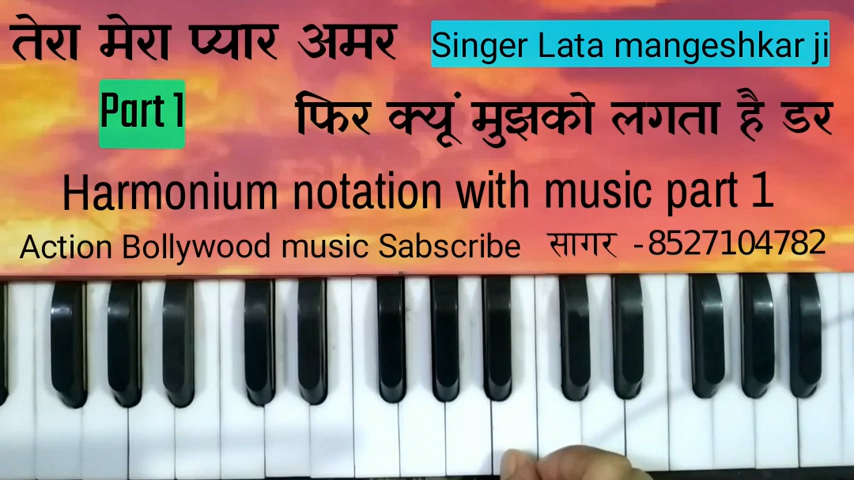 तेरा मेरा प्यार अमर Singer Lata mangeshkar ji
Part 1 फिर क्यूं मुझको लगता है डर
Harmonium notation with music part 1
Action Bollywood music Sabscribe सागर -8527104782